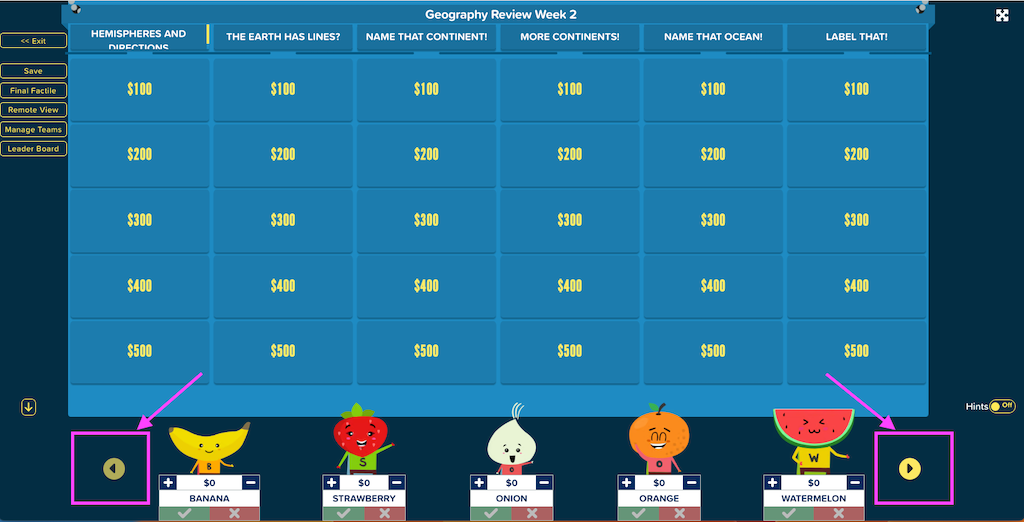 Geography Review Week 2
<< Exit
Save
Final Factile
Remote View
Manage Teams
Leader Board
HEMISPHERES AND
DIRECTIONS
THE EARTH HAS LINES?
NAME THAT CONTINENT!
MORE CONTINENTS!
NAME THAT OCEAN!
LABEL THAT!
$100 $100 $100 $100 $100 $100
$200 $200 $200 $200 $200 $200
$300 $300 $300 $300 $300 $300
$400 $400 $400 $400 $400 $400
$500 $500 $500 $500 $500 $500
Hints Off
B
S
O
O
W
+ $0 −
BANANA
+ $0 −
STRAWBERRY
+ $0 −
ONION
+ $0 −
ORANGE
+ $0 −
WATERMELON